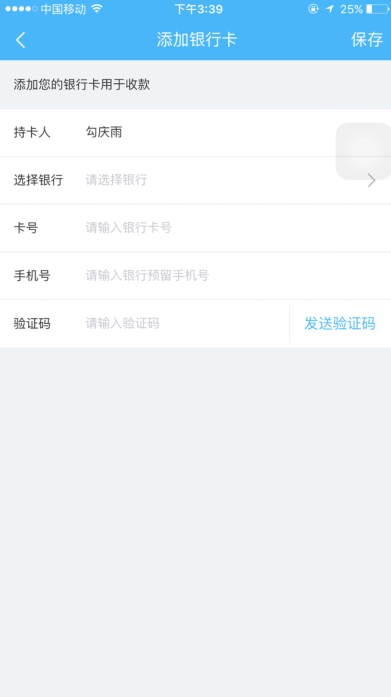 中国移动 下午3:39 25%
添加银行卡 保存
添加您的银行卡用于收款
持卡人 勾庆雨
选择银行 请选择银行
卡号 请输入银行卡号
手机号 请输入银行预留手机号
验证码 请输入验证码 发送验证码